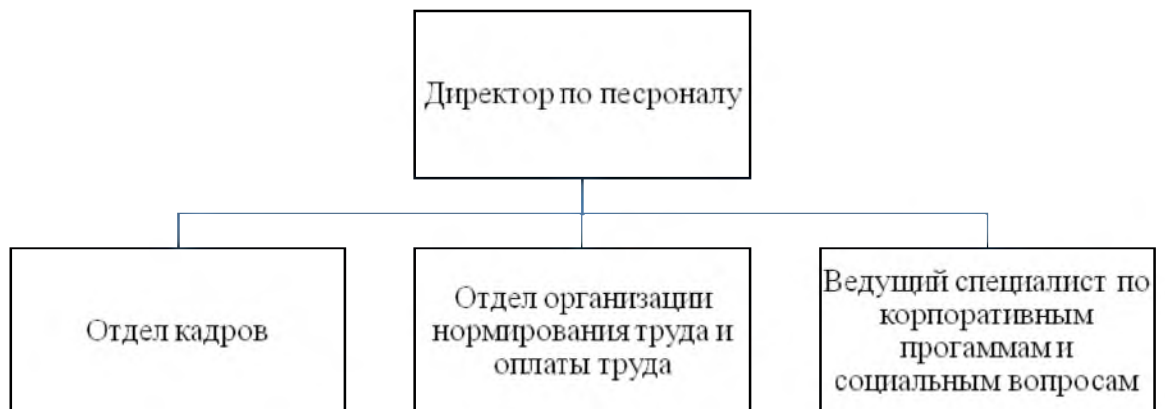 Директор по песроналу
Отдел кадров
Отдел организации
нормирования труда и
оплаты труда
Ведущий специалист по
корпоративным
прогаммам и
социальным вопросам